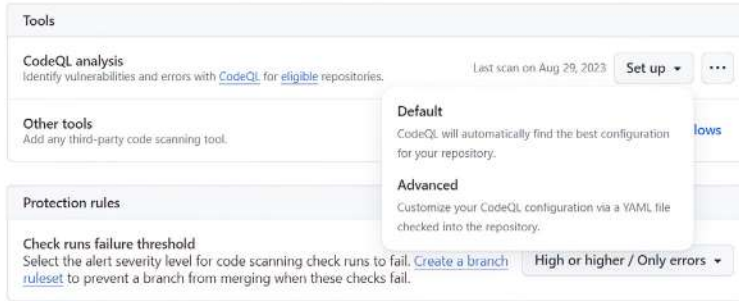 Tools
CodeQL analysis
Identify vulnerabilities and errors with CodeQL for eligible repositories.
Last scan on Aug 29, 2023
Set up
Default
CodeQL will automatically find the best configuration
for your repository.
Advanced
Customize your CodeQL configuration via a YAML file
checked into the repository.
Other tools
Add any third-party code scanning tool.
lows
Protection rules
Check runs failure threshold
Select the alert severity level for code scanning check runs to fail. Create a branch
ruleset to prevent a branch from merging when these checks fail.
High or higher / Only errors